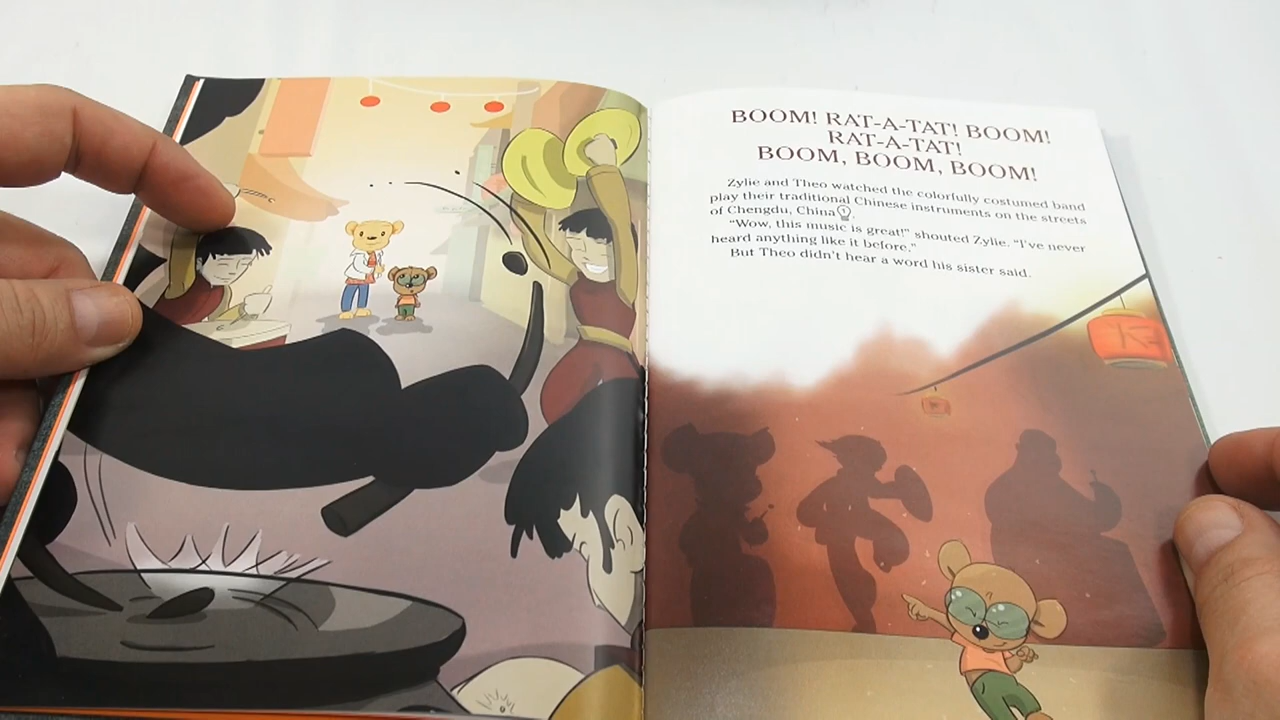 BOOM! RAT-A-TAT! BOOM!
RAT-A-TAT!
BOOM, BOOM, BOOM!
Zylie and Theo watched the colorfully costumed band
play their traditional Chinese instruments on the streets
of Chengdu, China.
"Wow, this music is great!" shouted Zylie. "I've never
heard anything like it before."
But Theo didn't hear a word his sister said.